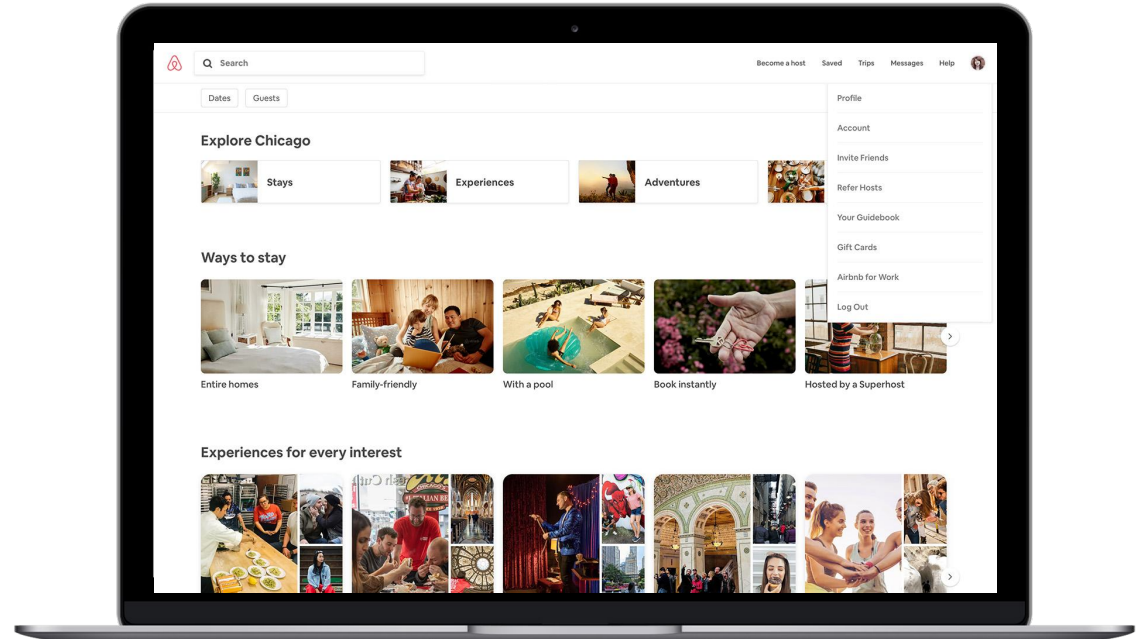 Search
Become a host
Saved
Trips
Messages
Help
Dates
Guests
Profile
Account
Invite Friends
Refer Hosts
Your Guidebook
Gift Cards
Airbnb for Work
Log Out
Explore Chicago
Stays
Experiences
Adventures
Ways to stay
Entire homes
Family-friendly
With a pool
Book instantly
Hosted by a Superhost
Experiences for every interest